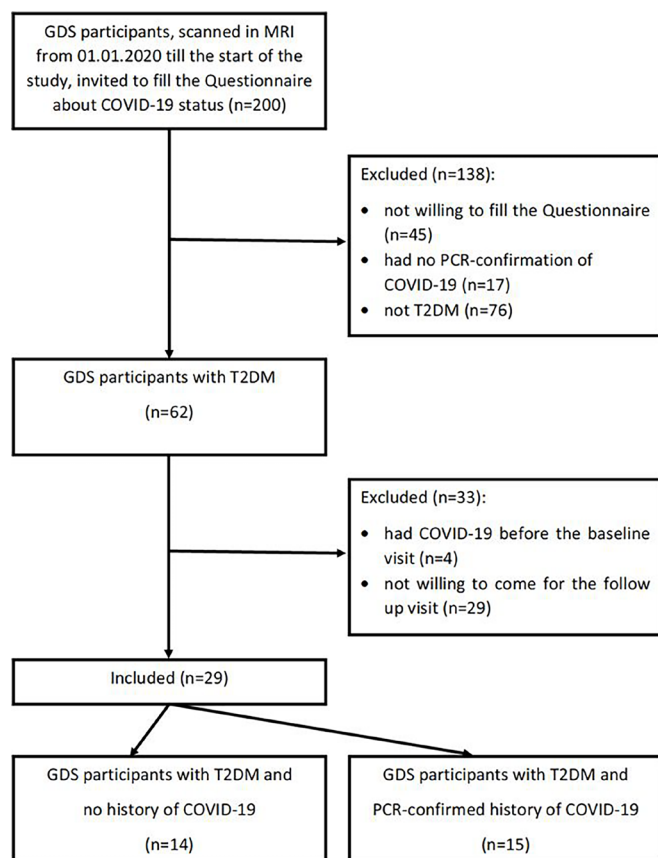 GDS participants, scanned in MRI
from 01.01.2020 till the start of the
study, invited to fill the Questionnaire
about COVID-19 status (n=200)
Excluded (n=138):
• not willing to fill the Questionnaire
(n=45)
• had no PCR-confirmation of
COVID-19 (n=17)
• not T2DM (n=76)
GDS participants with T2DM
(n=62)
Excluded (n=33):
• had COVID-19 before the baseline
visit (n=4)
• not willing to come for the follow
up visit (n=29)
Included (n=29)
GDS participants with T2DM and
no history of COVID-19
(n=14)
GDS participants with T2DM and
PCR-confirmed history of COVID-19
(n=15)